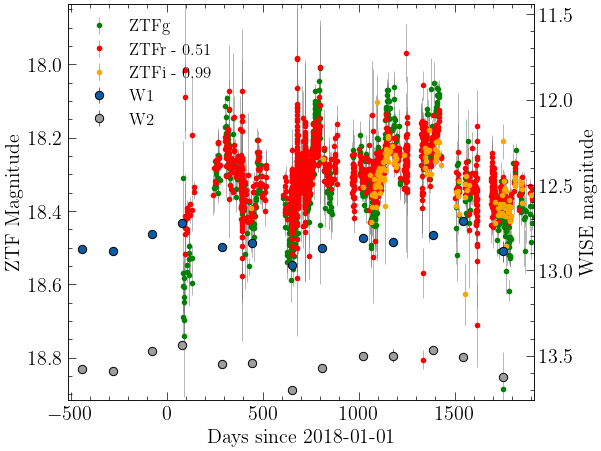 ZTFg
ZTFr - 0.51
ZTFi - 0.99
W1
W2
18.0
18.2
18.4
18.6
18.8
ZTF Magnitude
11.5
12.0
12.5
13.0
13.5
WISE magnitude
-500
0
500
1000
1500
Days since 2018-01-01